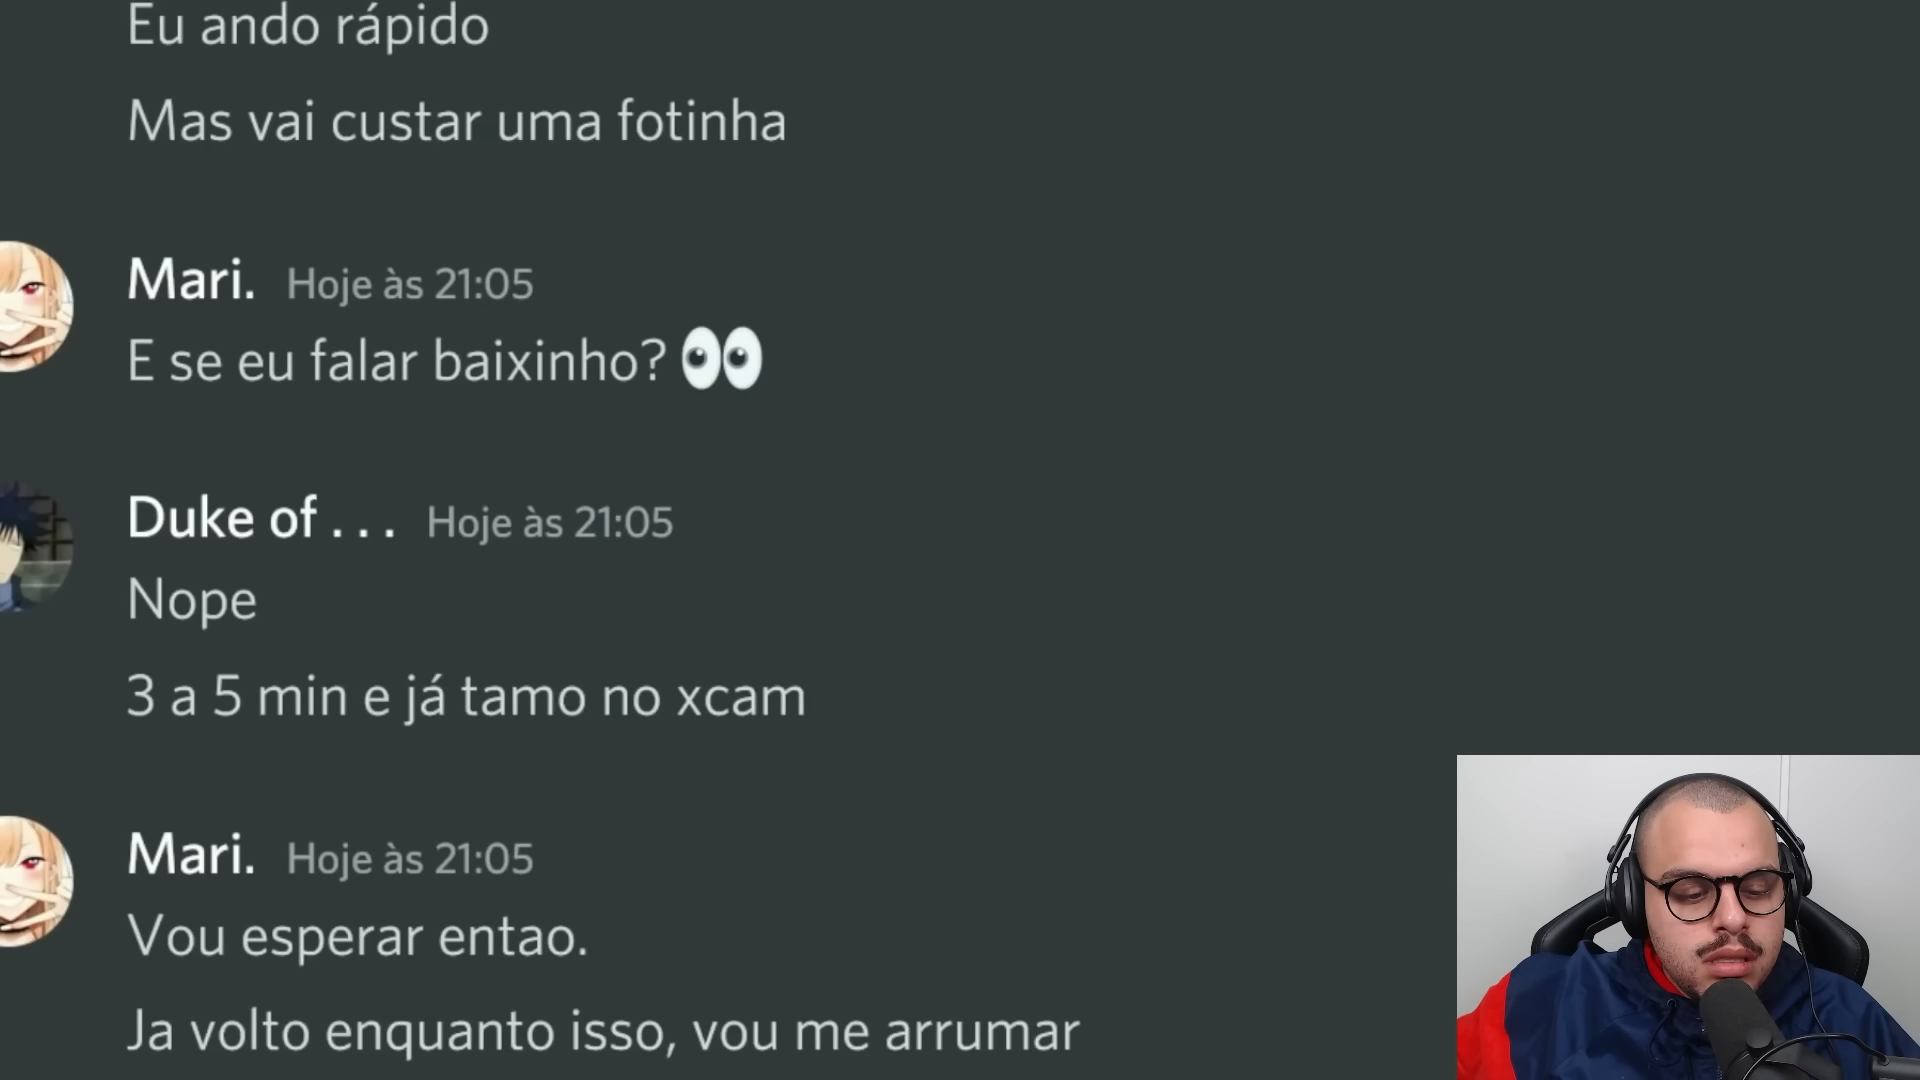 Eu ando rápido
Mas vai custar uma fotinha
Mari. Hoje às 21:05
E se eu falar baixinho? 👀
Duke of . . . Hoje às 21:05
Nope
3 a 5 min e já tamo no xcam
Mari. Hoje às 21:05
Vou esperar entao.
Ja volto enquanto isso, vou me arrumar